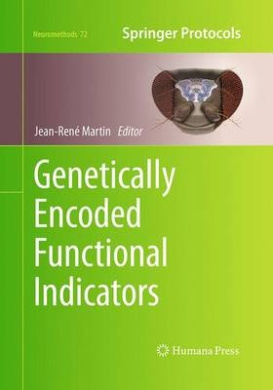 Neuromethods 72
Springer Protocols
Jean-René Martin Editor
Genetically
Encoded
Functional
Indicators
Humana Press